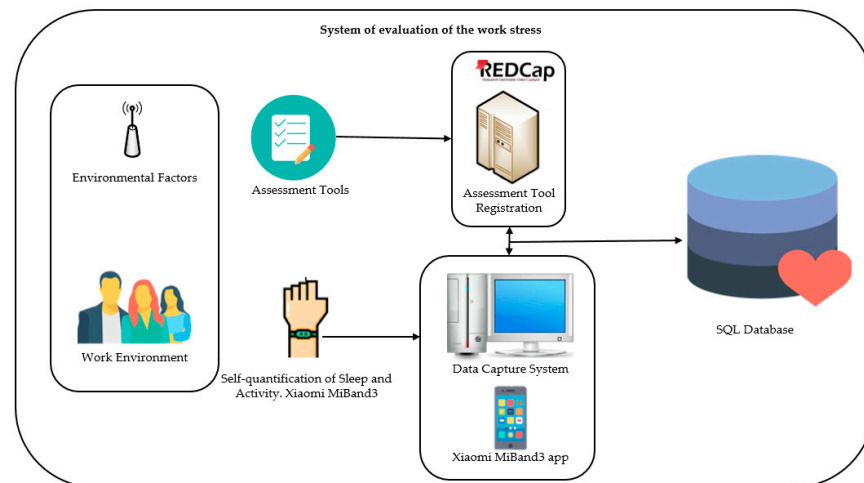 System of evaluation of the work stress
REDCap
Environmental Factors
Assessment Tools
Assessment Tool
Registration
Work Environment
Self-quantification of Sleep and
Activity. Xiaomi MiBand3
Data Capture System
Xiaomi MiBand3 app
SQL Database